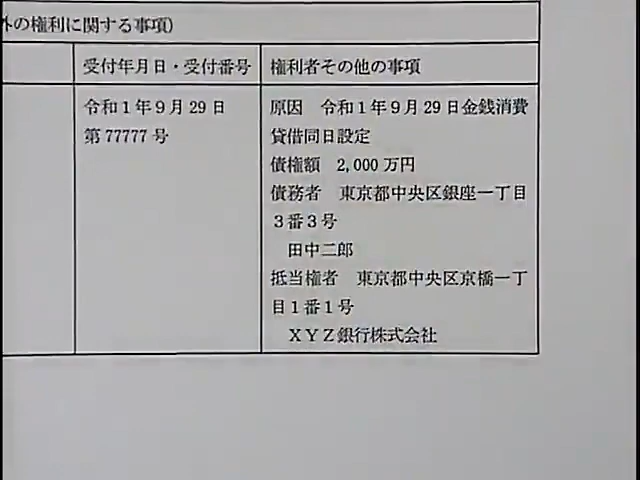 外の権利に関する事項)
受付年月日・受付番号
権利者その他の事項
令和1年9月29日
第77777号
原因　令和1年9月29日金銭消費
貸借同日設定
債権額　2,000万円
債務者　東京都中央区銀座一丁目
3番3号
田中二郎
抵当権者　東京都中央区京橋一丁
目1番1号
ＸＹＺ銀行株式会社